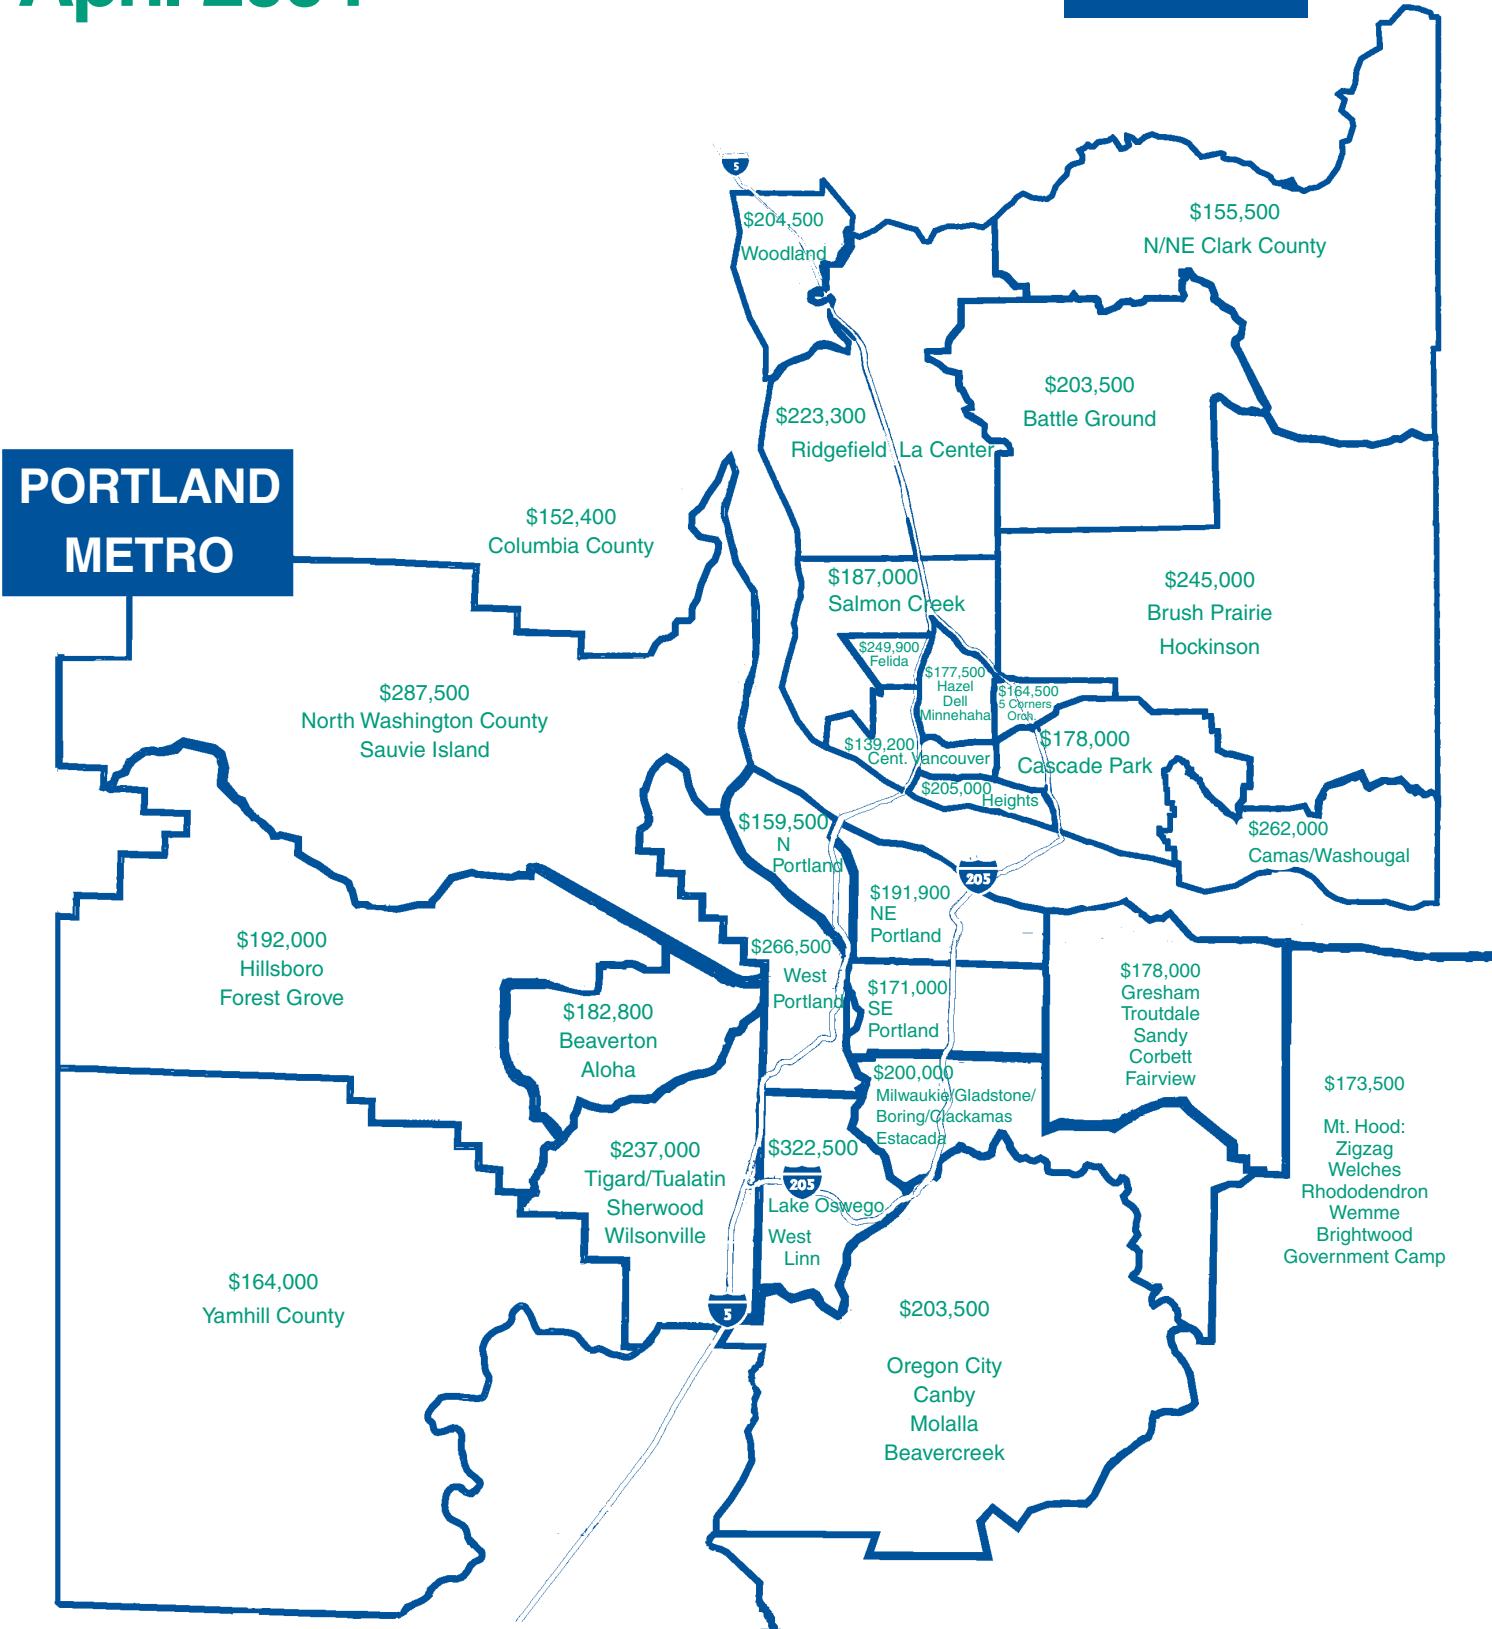 PORTLAND
METRO
5
$204,500
Woodland
$155,500
N/NE Clark County
$203,500
Battle Ground
$223,300
Ridgefield La Center
$152,400
Columbia County
$187,000
Salmon Creek
$245,000
Brush Prairie
Hockinson
$249,900
Felida
$177,500
Hazel
Dell
Minnehaha
$164,500
5 Corners
Orch.
$287,500
North Washington County
Sauvie Island
$139,200
Cent. Vancouver
$178,000
Cascade Park
$205,000
Heights
$159,500
N
Portland
$262,000
Camas/Washougal
205
$191,900
NE
Portland
$192,000
Hillsboro
Forest Grove
$266,500
West
Portland
$182,800
Beaverton
Aloha
$171,000
SE
Portland
$178,000
Gresham
Troutdale
Sandy
Corbett
Fairview
$200,000
Milwaukie/Gladstone/
Boring/Clackamas
Estacada
$173,500
Mt. Hood:
Zigzag
Welches
Rhododendron
Wemme
Brightwood
Government Camp
$237,000
Tigard/Tualatin
Sherwood
Wilsonville
$322,500
205
Lake Oswego
West
Linn
$164,000
Yamhill County
5
$203,500
Oregon City
Canby
Molalla
Beavercreek